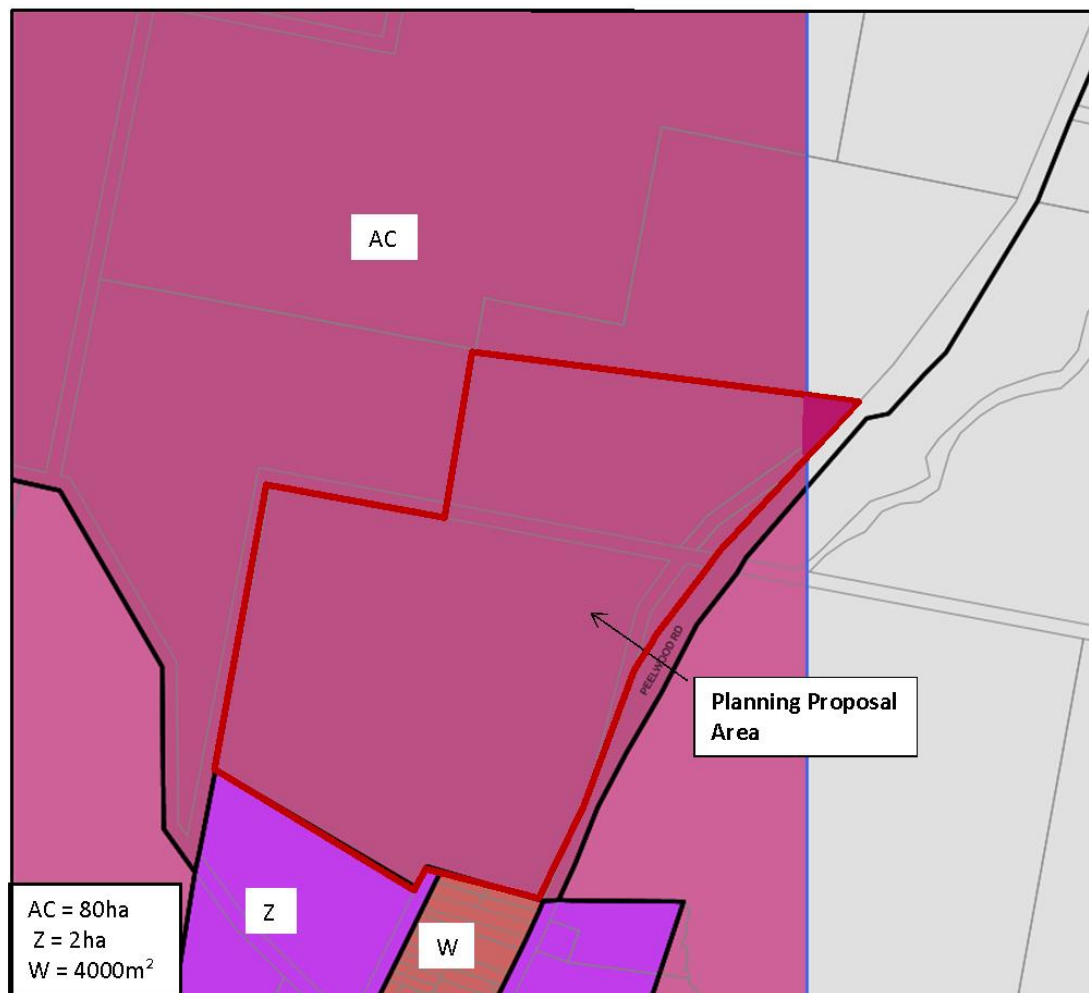 AC
PEELWOOD RD
Planning Proposal
Area
Z
W
AC = 80ha
Z = 2ha
W = 4000m²